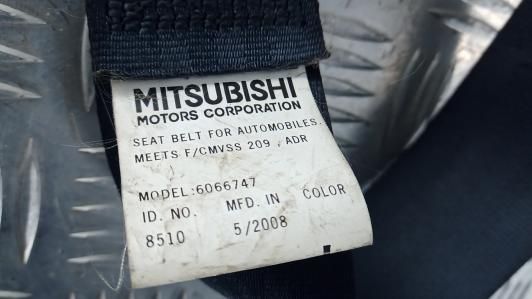 MITSUBISHI
MOTORS CORPORATION
SEAT BELT FOR AUTOMOBILES.
MEETS F/CMVSS 209 , ADR
MODEL:6066747
ID. NO. MFD. IN COLOR
8510 5/2008